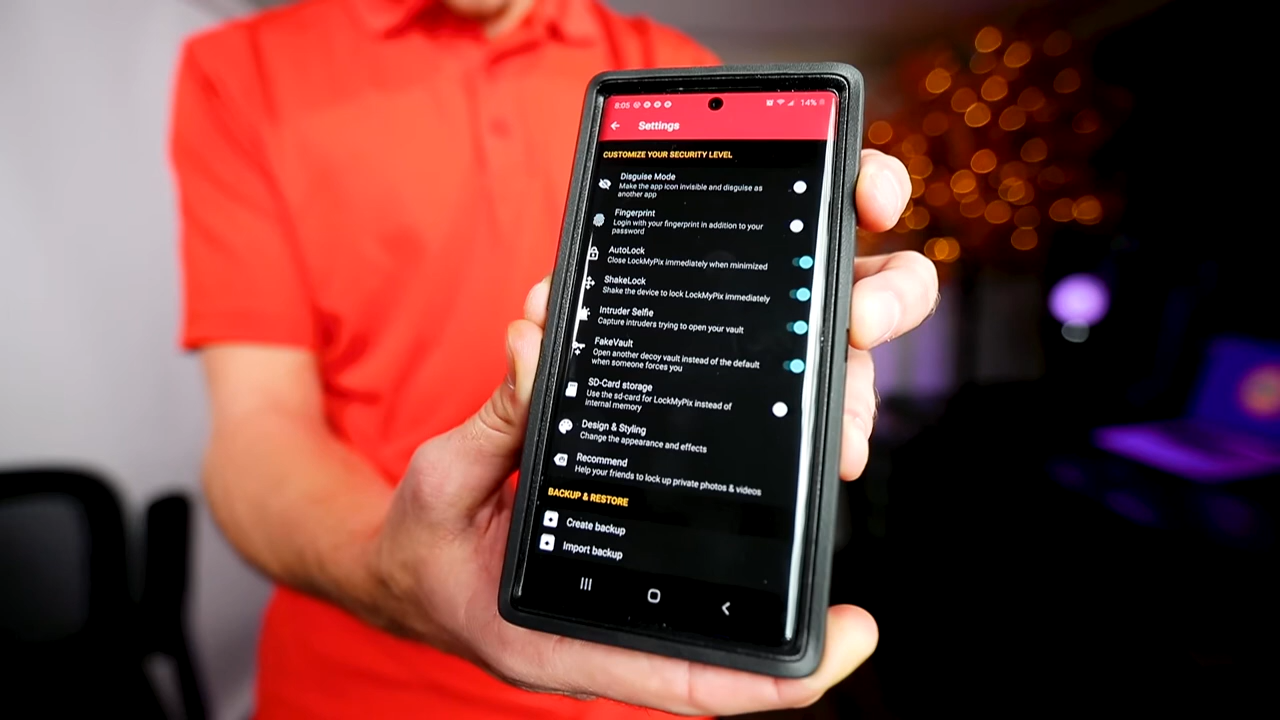 8:05
14%
Settings
CUSTOMIZE YOUR SECURITY LEVEL
Disguise Mode
Make the app icon invisible and disguise as
another app
Fingerprint
Login with your fingerprint in addition to your
password
AutoLock
Close LockMyPix immediately when minimized
ShakeLock
Shake the device to lock LockMyPix immediately
Intruder Selfie
Capture intruders trying to open your vault
FakeVault
Open another decoy vault instead of the default
when someone forces you
SD-Card storage
Use the sd-card for LockMyPix instead of
internal memory
Design & Styling
Change the appearance and effects
Recommend
Help your friends to lock up private photos & videos
BACKUP & RESTORE
Create backup
Import backup